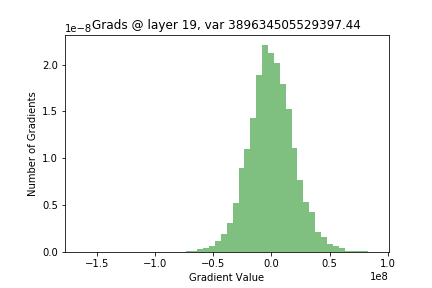 1e−8
Grads @ layer 19, var 389634505529397.44
Number of Gradients
2.0
1.5
1.0
0.5
0.0
−1.5 −1.0 −0.5 0.0 0.5 1.0
Gradient Value
1e8